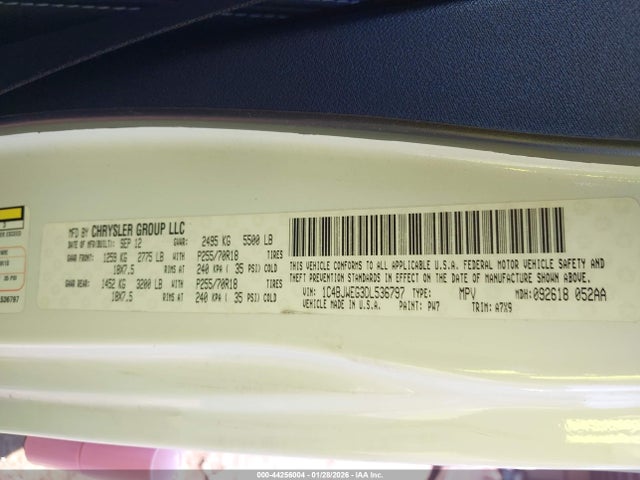 MFD BY CHRYSLER GROUP LLC
DATE OF MFR(BUILT): SEP 12 GVWR: 2495 KG 5500 LB
GAWR FRONT: 1259 KG 2775 LB WITH P255/70R18 TIRES
18X7.5 RIMS AT 240 KPA ( 35 PSI) COLD
GAWR REAR: 1452 KG 3200 LB WITH P255/70R18 TIRES
18X7.5 RIMS AT 240 KPA ( 35 PSI) COLD
THIS VEHICLE CONFORMS TO ALL APPLICABLE U.S.A. FEDERAL MOTOR VEHICLE SAFETY AND
THEFT PREVENTION STANDARDS IN EFFECT ON THE DATE OF MANUFACTURE SHOWN ABOVE.
VIN: 1C4BJWEG3DL536797 TYPE: MPV MDH: 092618 052AA
VEHICLE MADE IN U.S.A. PAINT: PW7 TRIM: A7X9
000-44256004 | 01/28/2026 | IAA Inc.